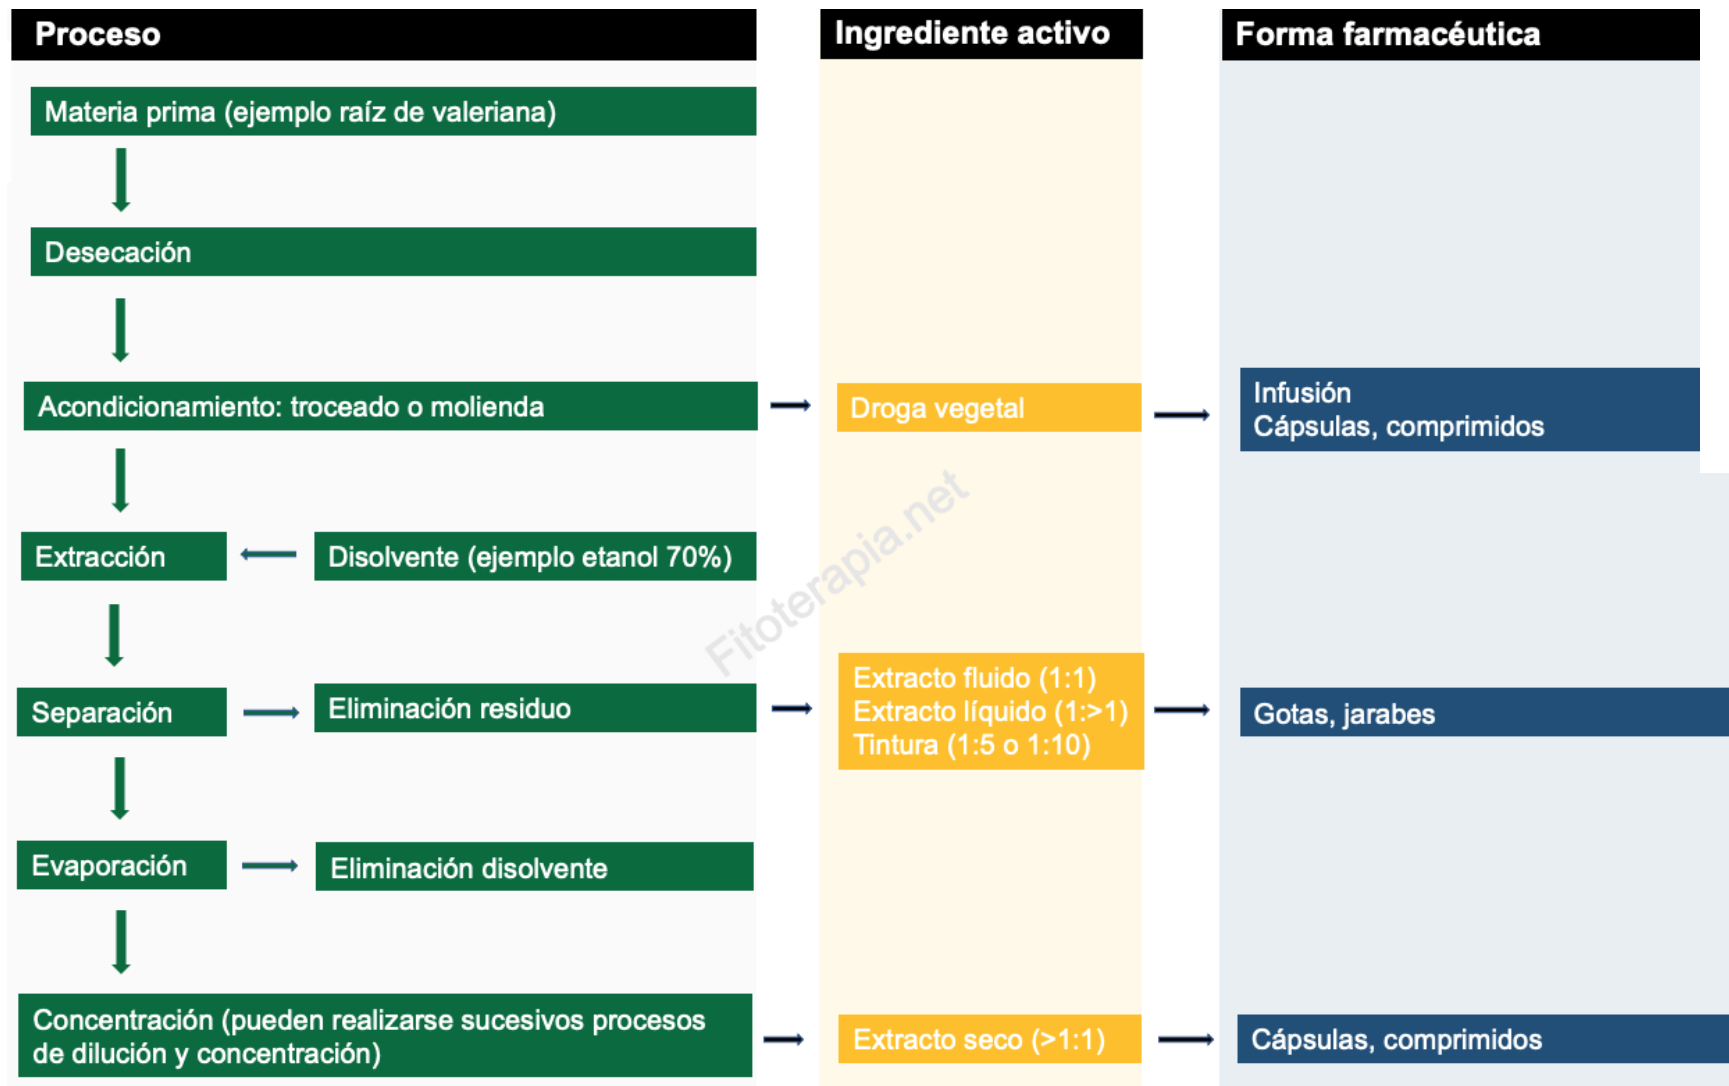 Proceso
Ingrediente activo
Forma farmacéutica
Materia prima (ejemplo raíz de valeriana)
Desecación
Acondicionamiento: troceado o molienda
Droga vegetal
Infusión
Cápsulas, comprimidos
Extracción
Disolvente (ejemplo etanol 70%)
Fitoterapia.net
Separación
Eliminación residuo
Extracto fluido (1:1)
Extracto líquido (1:>1)
Tintura (1:5 o 1:10)
Gotas, jarabes
Evaporación
Eliminación disolvente
Concentración (pueden realizarse sucesivos procesos
de dilución y concentración)
Extracto seco (>1:1)
Cápsulas, comprimidos